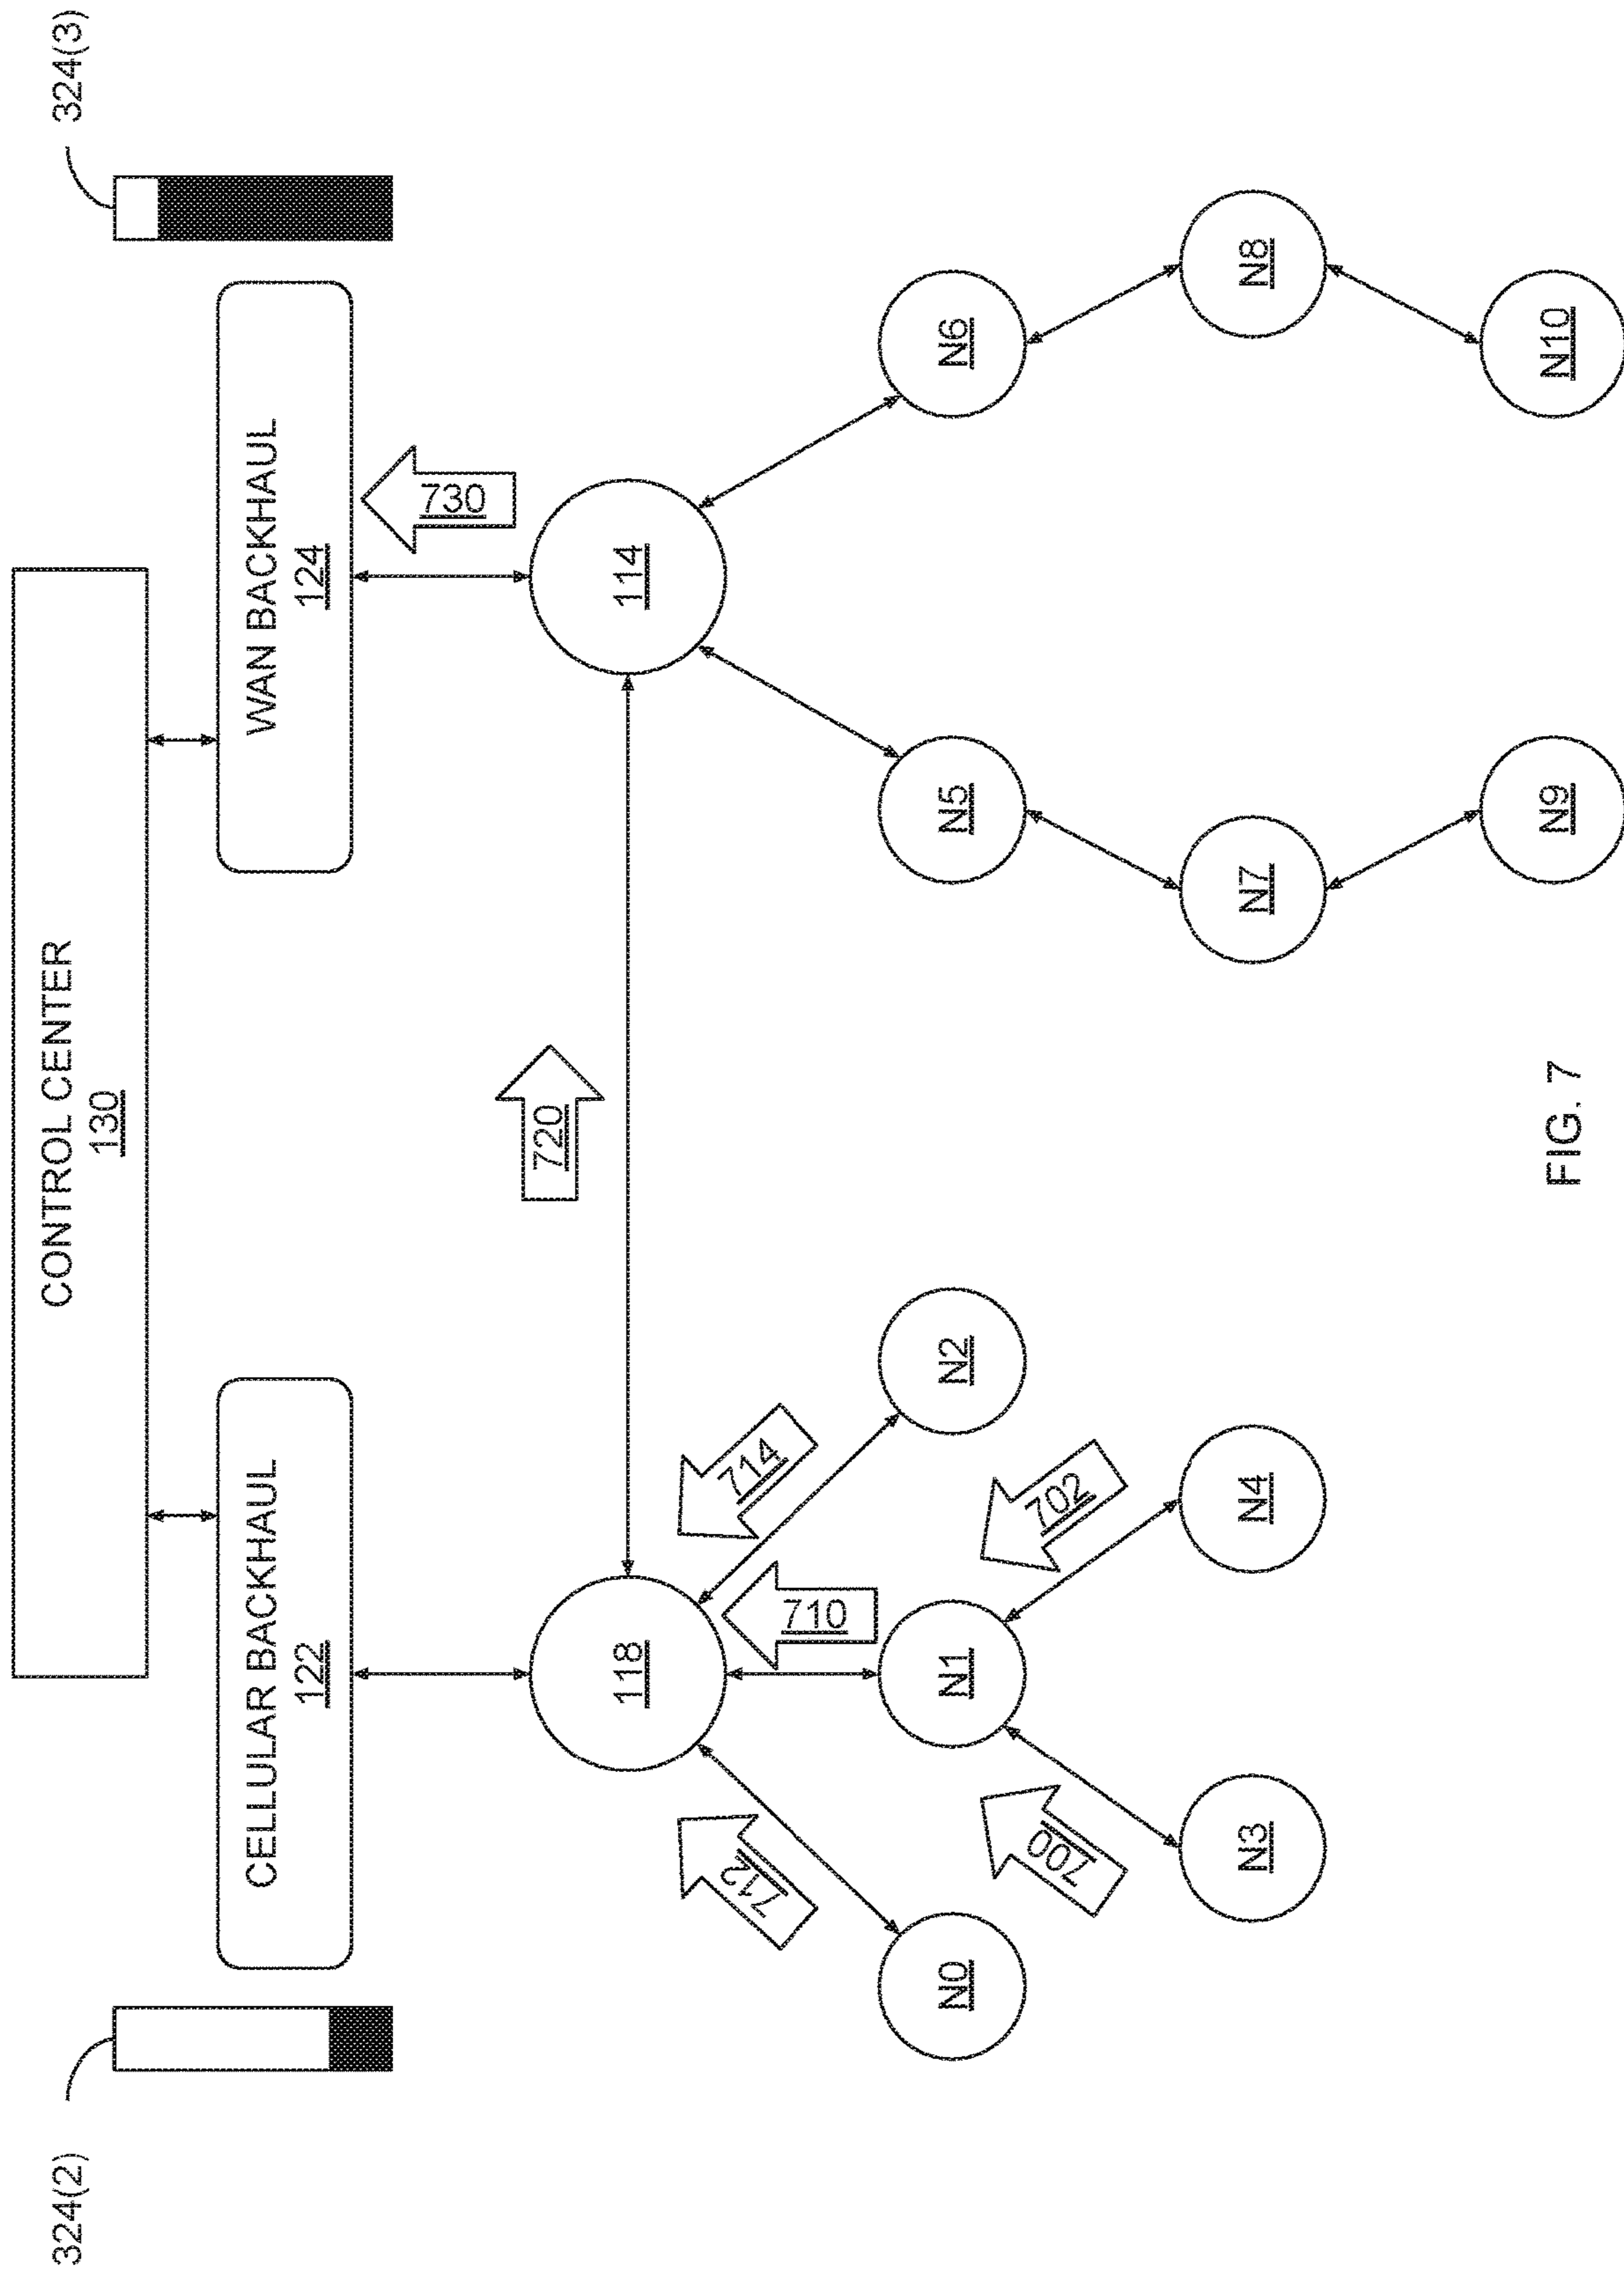 324(2)
324(3)
CONTROL CENTER
130
CELLULAR BACKHAUL
122
WAN BACKHAUL
124
720
730
118
114
712
714
710
N0
N1
N2
N5
N6
700
702
N3
N4
N7
N8
N9
N10
FIG. 7